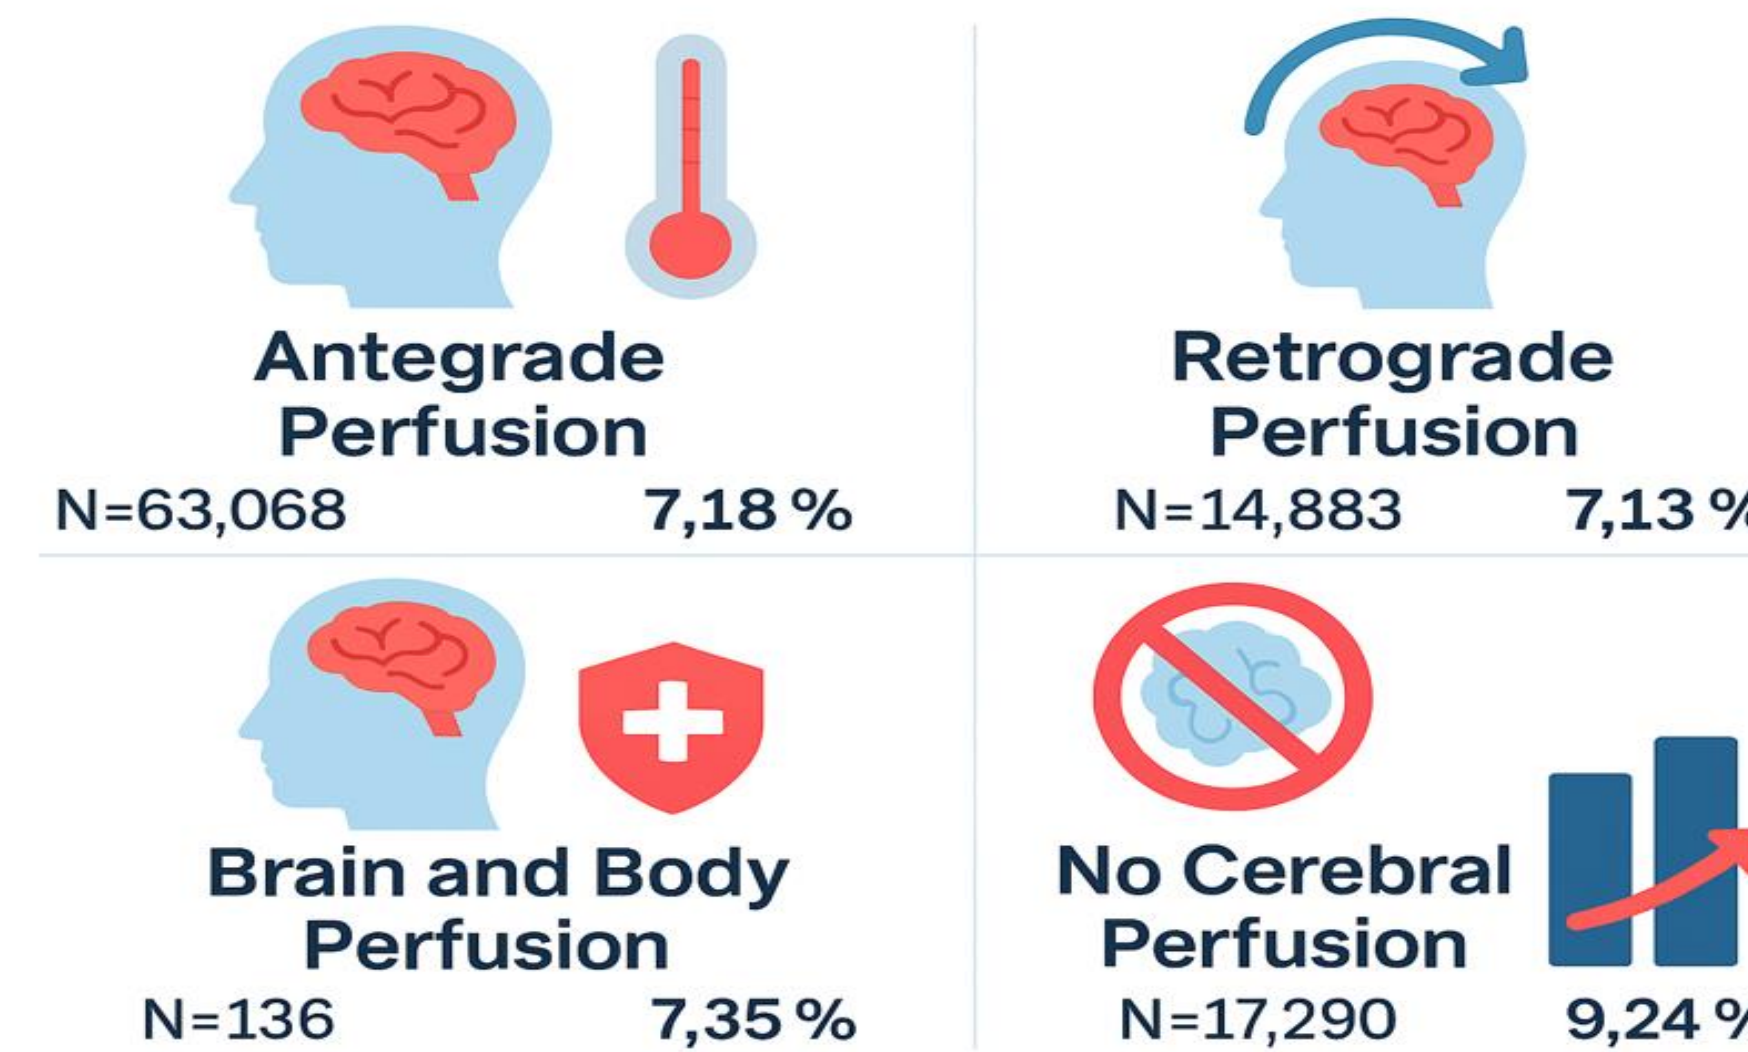 Antegrade
Perfusion
N=63,068 7,18 %
Retrograde
Perfusion
N=14,883 7,13 %
Brain and Body
Perfusion
N=136 7,35 %
No Cerebral
Perfusion
N=17,290 9,24 %